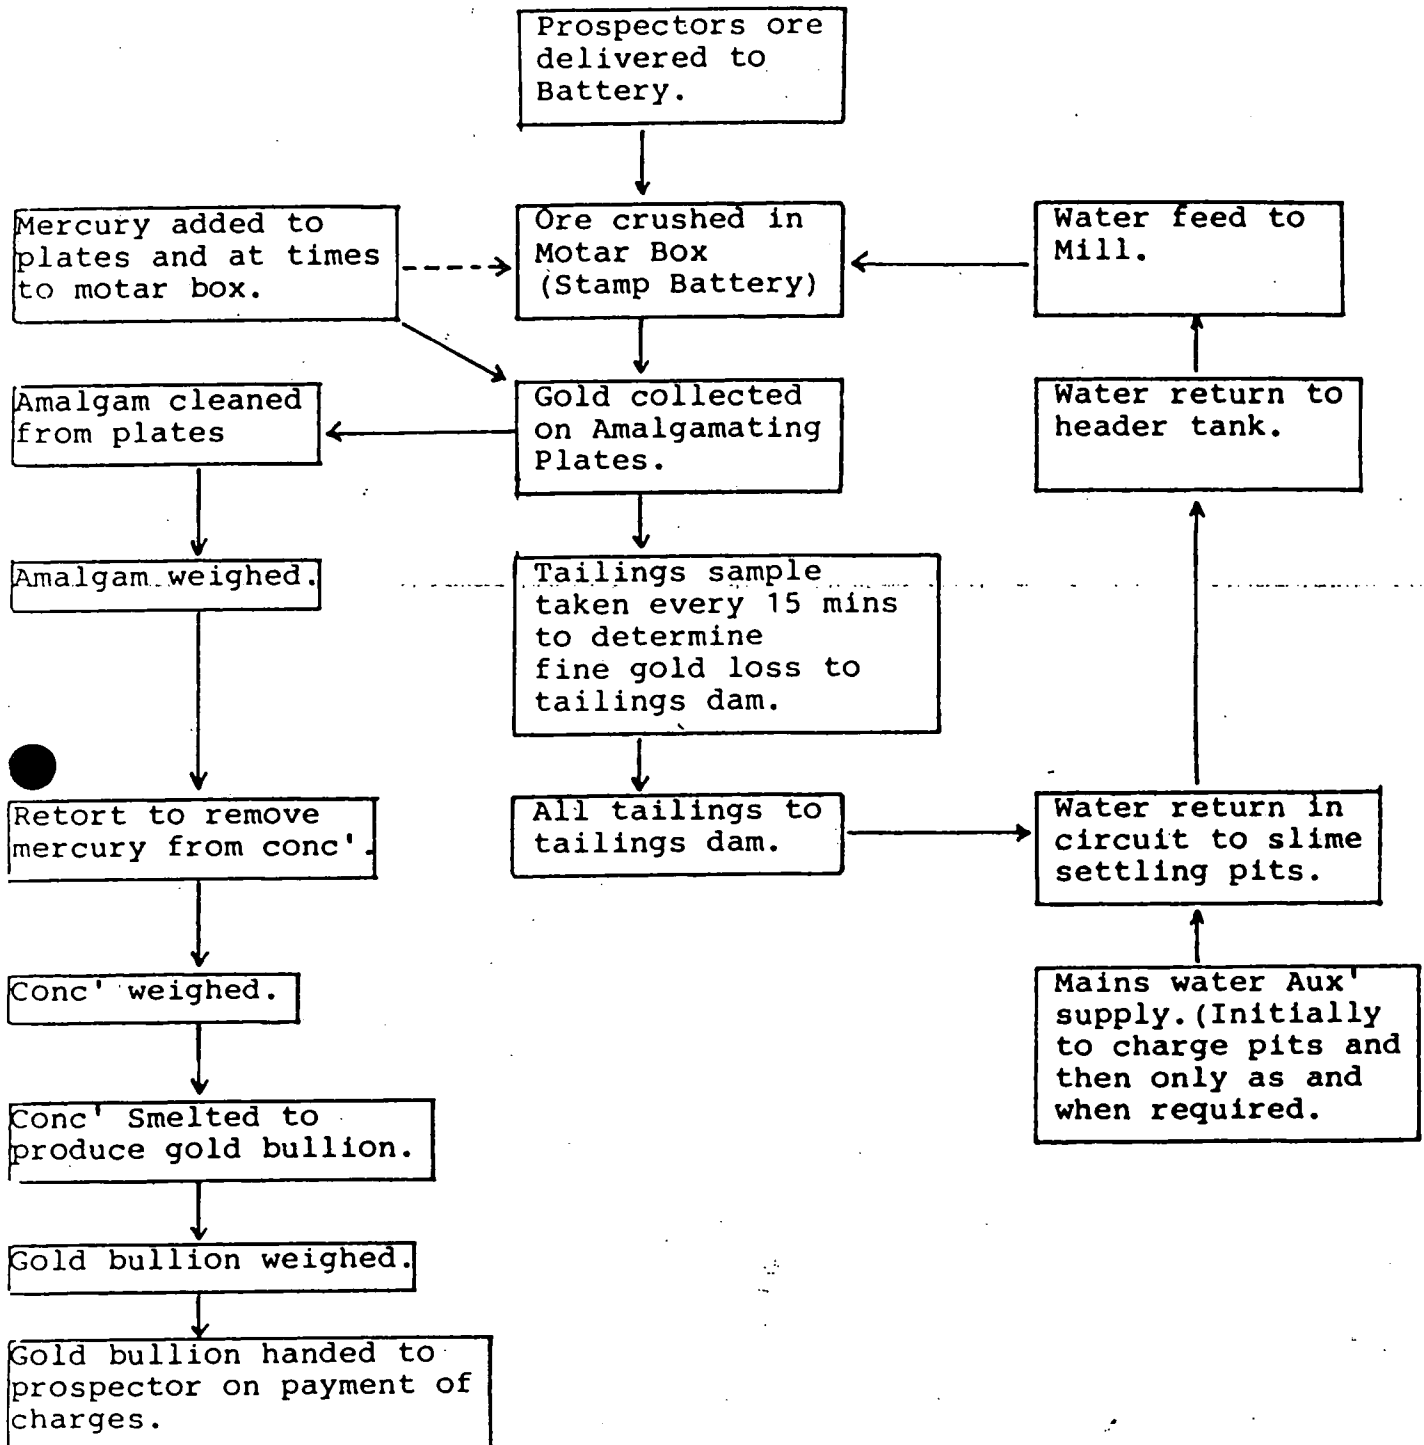 Prospectors ore
delivered to
Battery.
Mercury added to
plates and at times
to motar box.
Ore crushed in
Motar Box
(Stamp Battery)
Water feed to
Mill.
Amalgam cleaned
from plates
Gold collected
on Amalgamating
Plates.
Water return to
header tank.
Amalgam weighed.
Tailings sample
taken every 15 mins
to determine
fine gold loss to
tailings dam.
Retort to remove
mercury from conc'.
All tailings to
tailings dam.
Water return in
circuit to slime
settling pits.
Conc' weighed.
Mains water Aux'
supply.(Initially
to charge pits and
then only as and
when required.
Conc' Smelted to
produce gold bullion.
Gold bullion weighed.
Gold bullion handed to
prospector on payment of
charges.